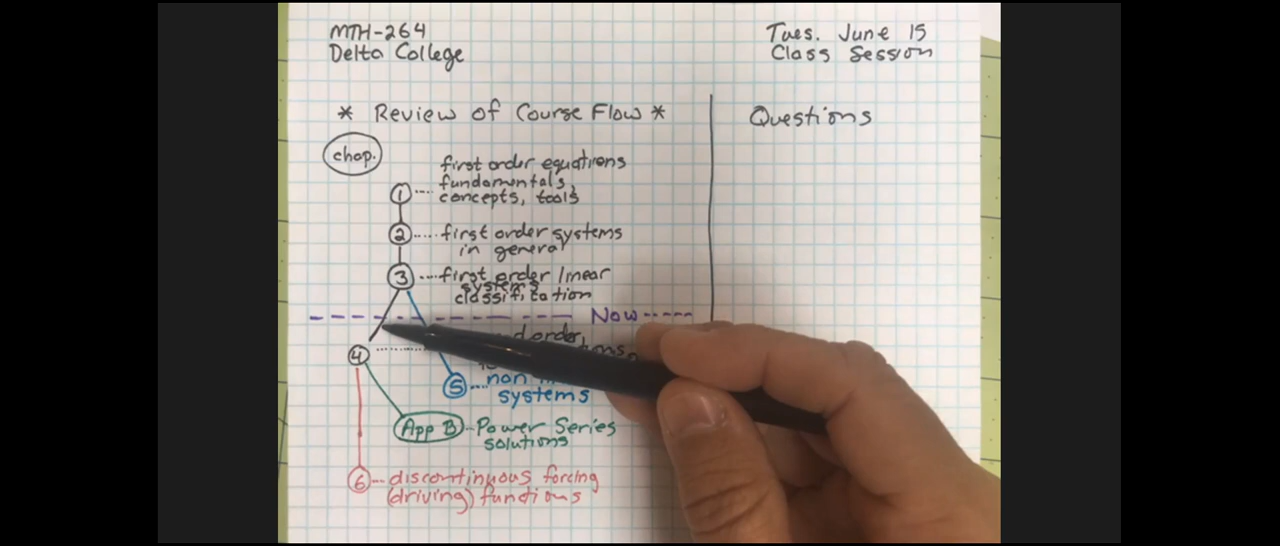 MTH-264
Delta College
Tues. June 15
Class Session
* Review of Course Flow *
Questions
chap.
first order equations
fundamentals,
concepts, tools
1
2 first order systems
in general
3 first order linear
systems
classification
Now
order,
4
5 non
systems
App B Power Series
solutions
6 discontinuous forcing
(driving) functions